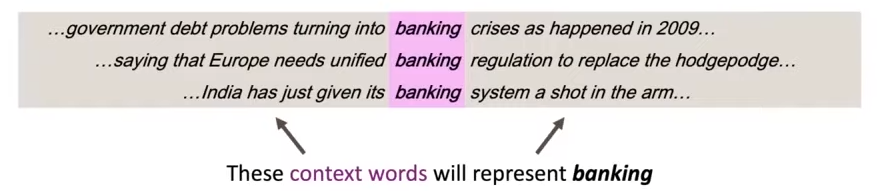 …government debt problems turning into banking crises as happened in 2009…
…saying that Europe needs unified banking regulation to replace the hodgepodge…
…India has just given its banking system a shot in the arm…
These context words will represent banking